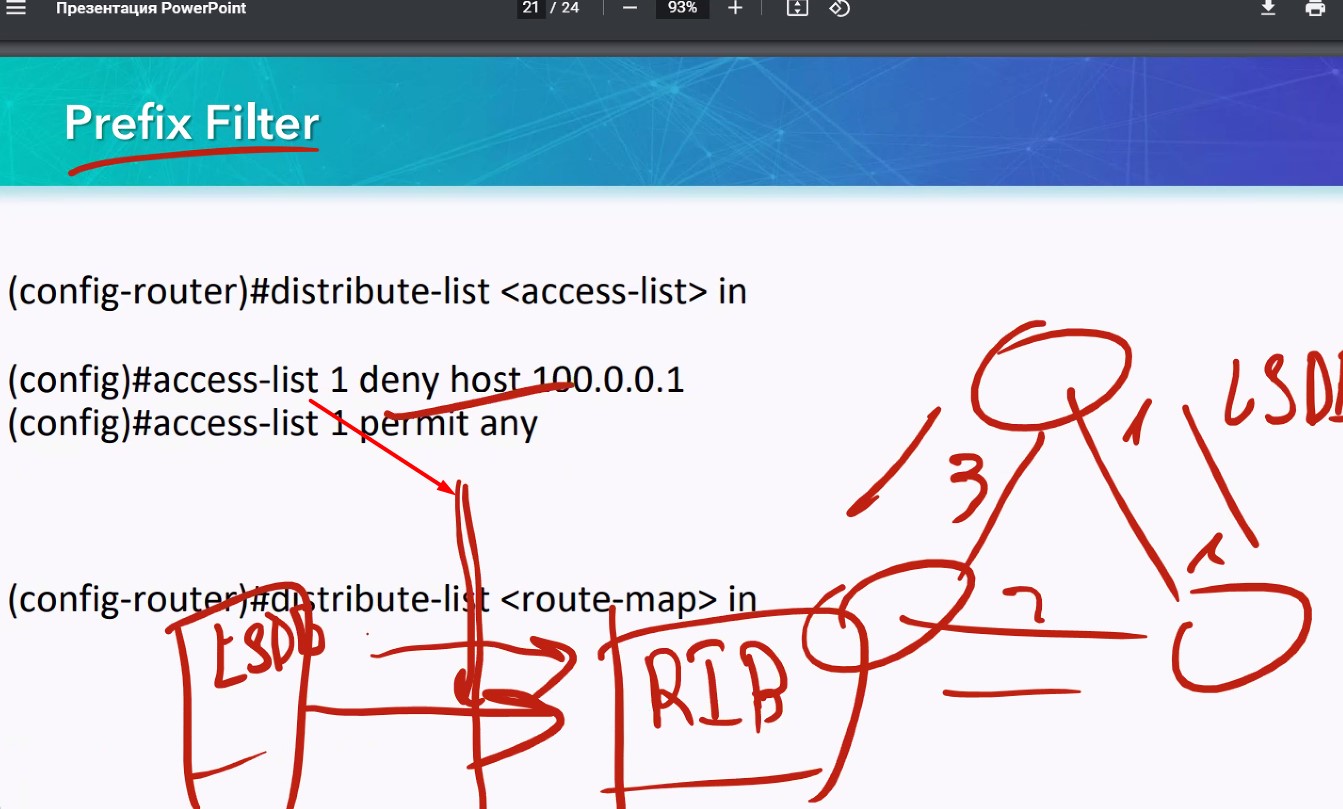 Презентация PowerPoint
21 / 24
93%
Prefix Filter
(config-router)#distribute-list <access-list> in
(config)#access-list 1 deny host 100.0.0.1
(config)#access-list 1 permit any
(config-router)#distribute-list <route-map> in
LSDB
RIB
3
1
LSDB
1
2